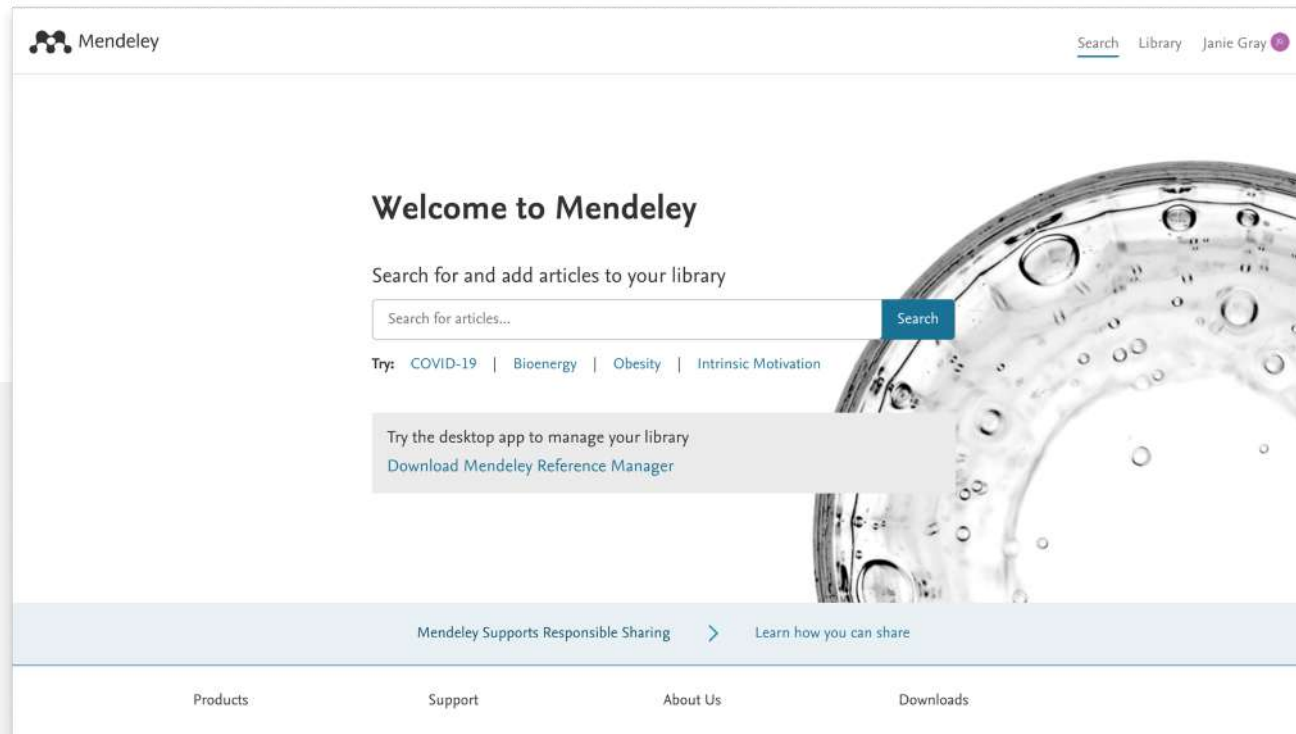 Mendeley
Search Library Janie Gray
Welcome to Mendeley
Search for and add articles to your library
Search for articles... Search
Try: COVID-19 | Bioenergy | Obesity | Intrinsic Motivation
Try the desktop app to manage your library
Download Mendeley Reference Manager
Mendeley Supports Responsible Sharing Learn how you can share
Products Support About Us Downloads